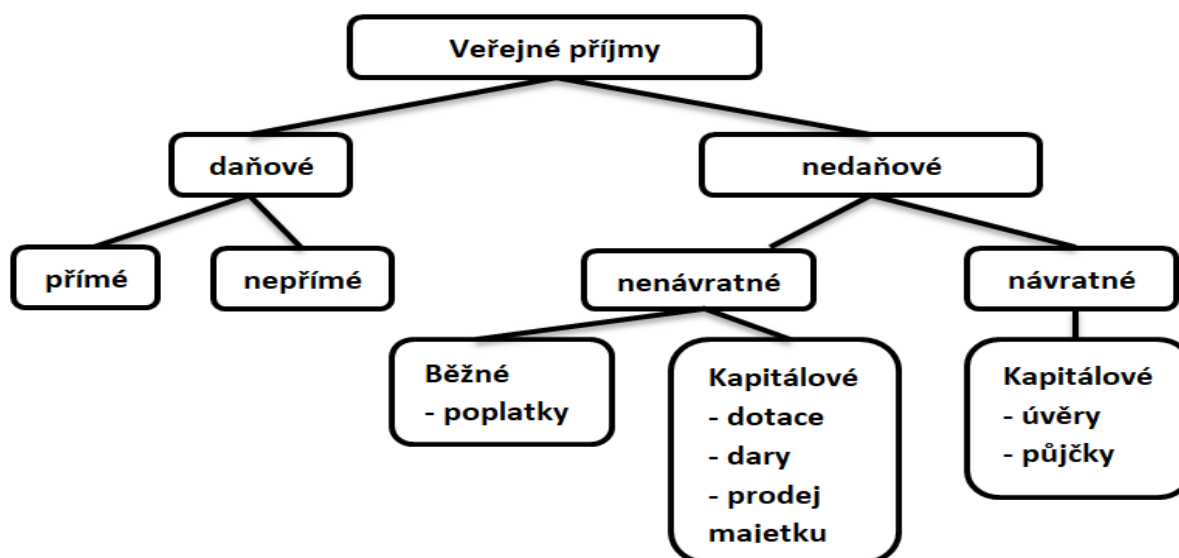 Veřejné příjmy
daňové
nedaňové
přímé
nepřímé
nenávratné
návratné
Běžné
- poplatky
Kapitálové
- dotace
- dary
- prodej
majetku
Kapitálové
- úvěry
- půjčky